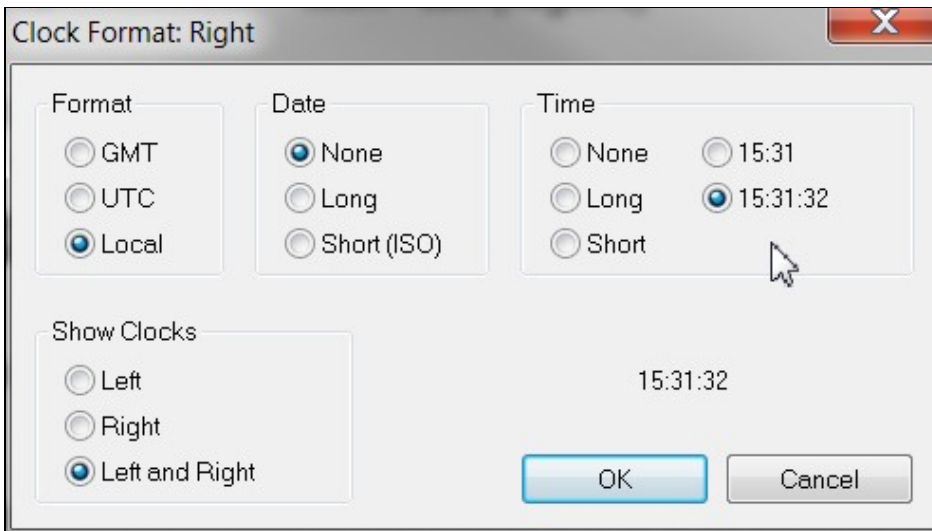 Clock Format: Right
Format
GMT
UTC
Local
Date
None
Long
Short (ISO)
Time
None
Long
Short
15:31
15:31:32
Show Clocks
Left
Right
Left and Right
15:31:32
OK
Cancel